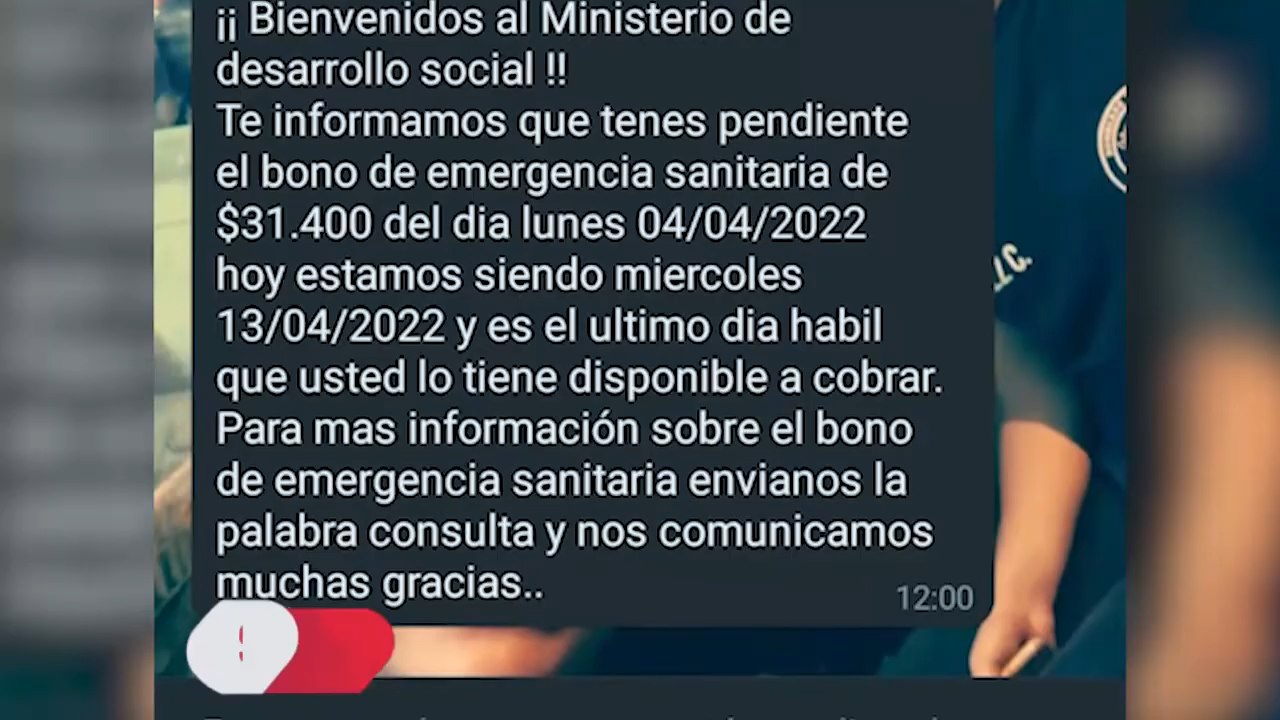 ¡¡ Bienvenidos al Ministerio de
desarrollo social !!
Te informamos que tenes pendiente
el bono de emergencia sanitaria de
$31.400 del dia lunes 04/04/2022
hoy estamos siendo miercoles
13/04/2022 y es el ultimo dia habil
que usted lo tiene disponible a cobrar.
Para mas información sobre el bono
de emergencia sanitaria envianos la
palabra consulta y nos comunicamos
muchas gracias..
12:00